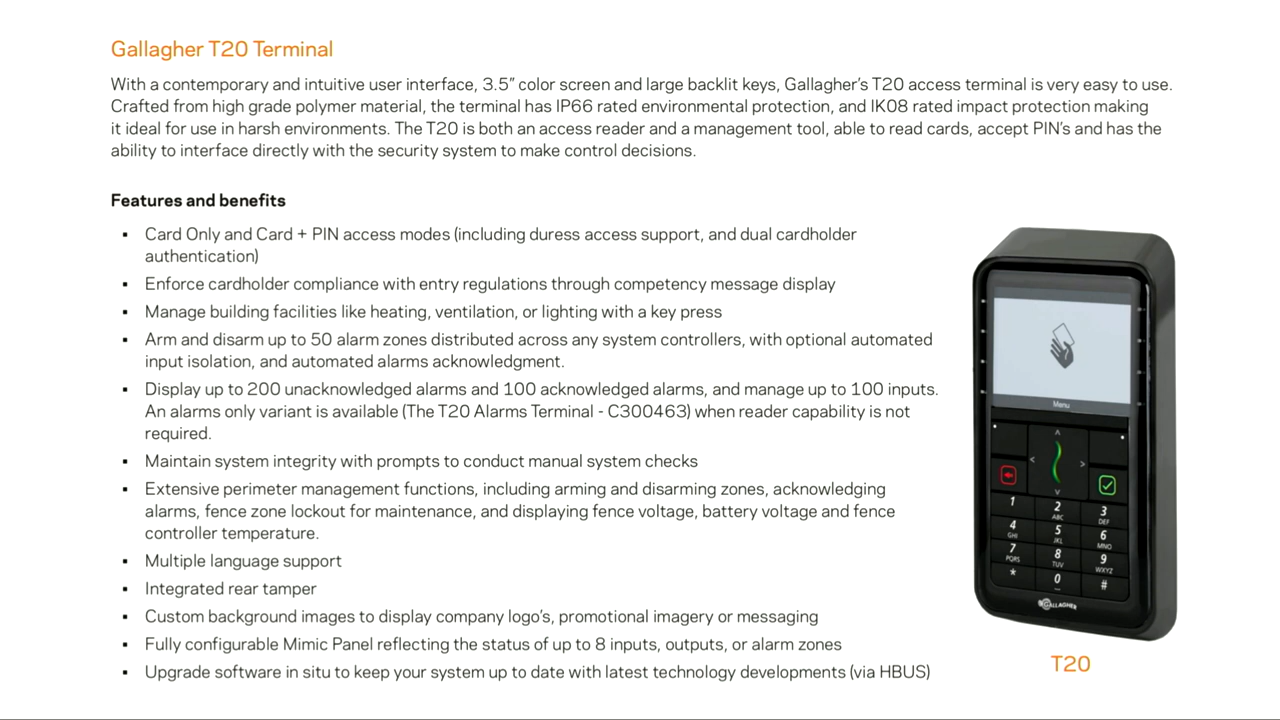 Gallagher T20 Terminal
With a contemporary and intuitive user interface, 3.5” color screen and large backlit keys, Gallagher’s T20 access terminal is very easy to use.
Crafted from high grade polymer material, the terminal has IP66 rated environmental protection, and IK08 rated impact protection making
it ideal for use in harsh environments. The T20 is both an access reader and a management tool, able to read cards, accept PIN’s and has the
ability to interface directly with the security system to make control decisions.
Features and benefits
▪ Card Only and Card + PIN access modes (including duress access support, and dual cardholder
authentication)
▪ Enforce cardholder compliance with entry regulations through competency message display
▪ Manage building facilities like heating, ventilation, or lighting with a key press
▪ Arm and disarm up to 50 alarm zones distributed across any system controllers, with optional automated
input isolation, and automated alarms acknowledgment.
▪ Display up to 200 unacknowledged alarms and 100 acknowledged alarms, and manage up to 100 inputs.
An alarms only variant is available (The T20 Alarms Terminal - C300463) when reader capability is not
required.
▪ Maintain system integrity with prompts to conduct manual system checks
▪ Extensive perimeter management functions, including arming and disarming zones, acknowledging
alarms, fence zone lockout for maintenance, and displaying fence voltage, battery voltage and fence
controller temperature.
▪ Multiple language support
▪ Integrated rear tamper
▪ Custom background images to display company logo’s, promotional imagery or messaging
▪ Fully configurable Mimic Panel reflecting the status of up to 8 inputs, outputs, or alarm zones
▪ Upgrade software in situ to keep your system up to date with latest technology developments (via HBUS)
Menu
1 2 3
ABC DEF
4 5 6
GHI JKL MNO
7 8 9
PQRS TUV WXYZ
* 0 #
GALLAGHER
T20